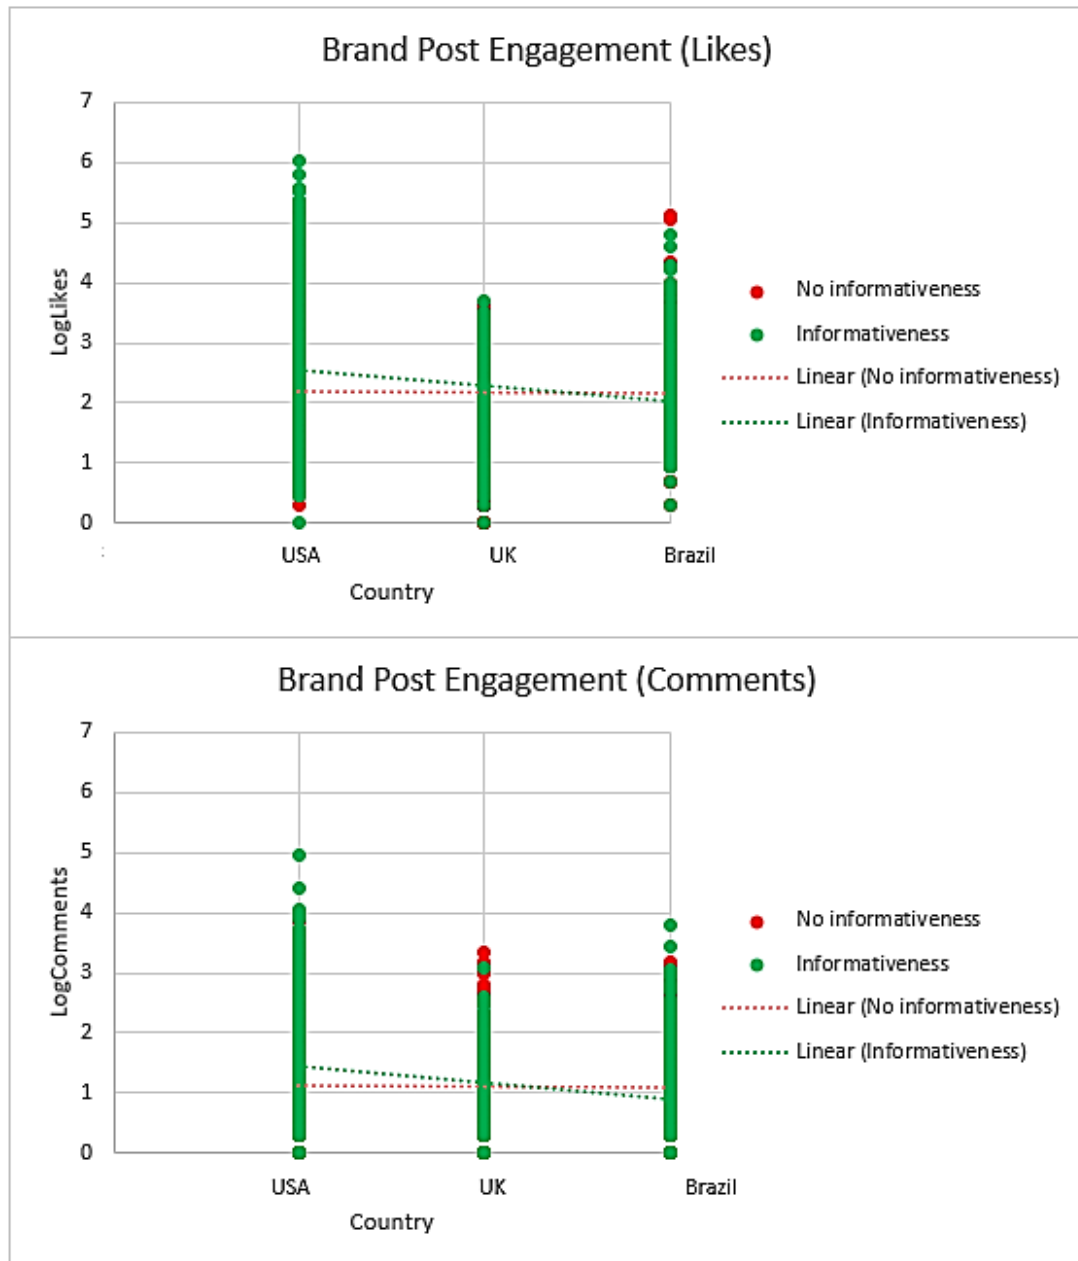 Brand Post Engagement (Likes)
7
6
5
4
3
2
1
0
LogLikes
USA
UK
Brazil
Country
No informativeness
Informativeness
Linear (No informativeness)
Linear (Informativeness)
Brand Post Engagement (Comments)
7
6
5
4
3
2
1
0
LogComments
USA
UK
Brazil
Country
No informativeness
Informativeness
Linear (No informativeness)
Linear (Informativeness)